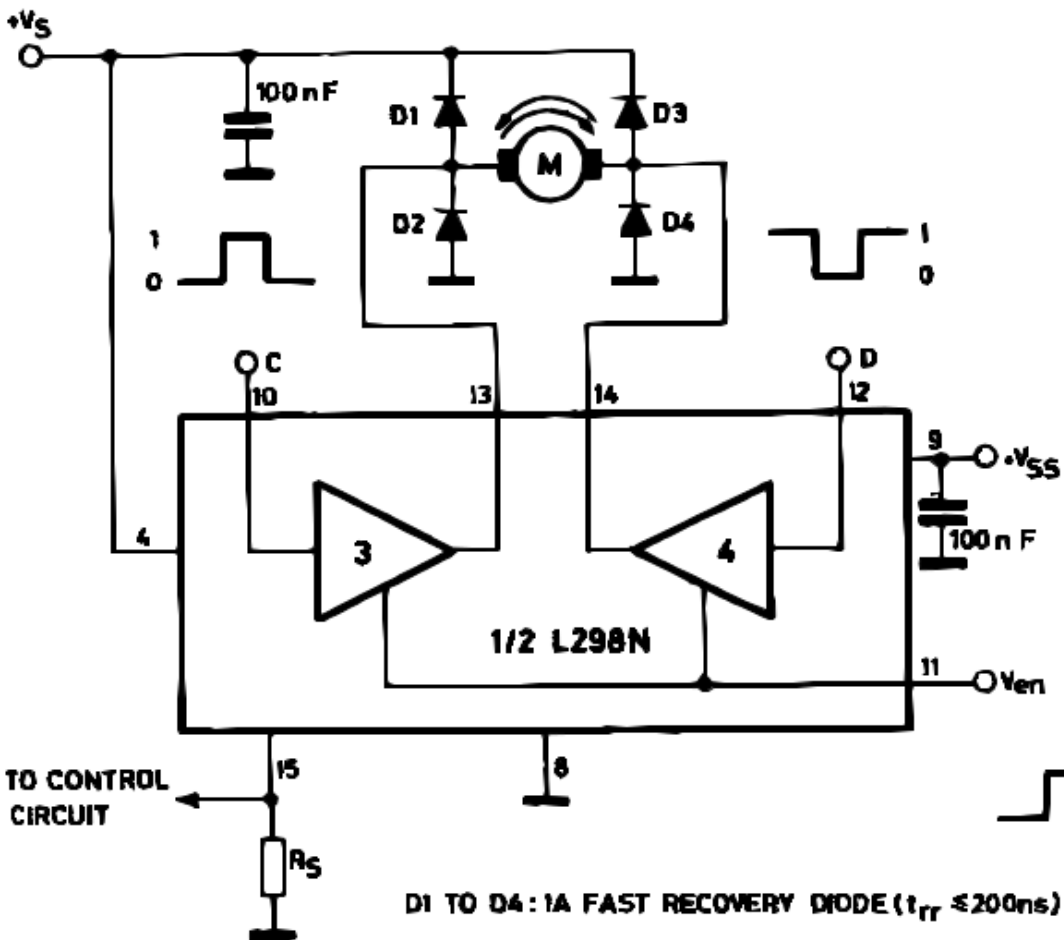 +Vs
100nF
D1
D3
M
D2
D4
1
0
1
0
C
D
10
13
14
12
9
+VSS
4
3
4
100nF
1/2 L298N
11
Ven
15
8
TO CONTROL
CIRCUIT
RS
D1 TO D4: 1A FAST RECOVERY DIODE (trr ≤200ns)